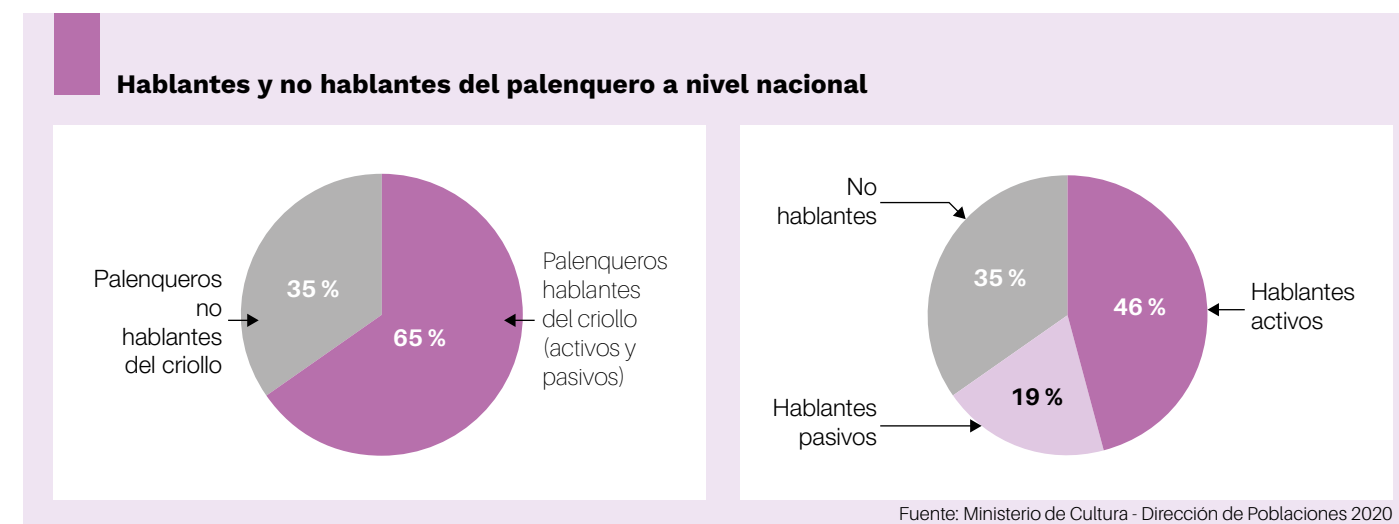 Hablantes y no hablantes del palenquero a nivel nacional
Palenqueros
no
hablantes
del criollo
35 %
65 %
Palenqueros
hablantes
del criollo
(activos y
pasivos)
No
hablantes
35 %
46 %
Hablantes
activos
Hablantes
pasivos
19 %
Fuente: Ministerio de Cultura - Dirección de Poblaciones 2020